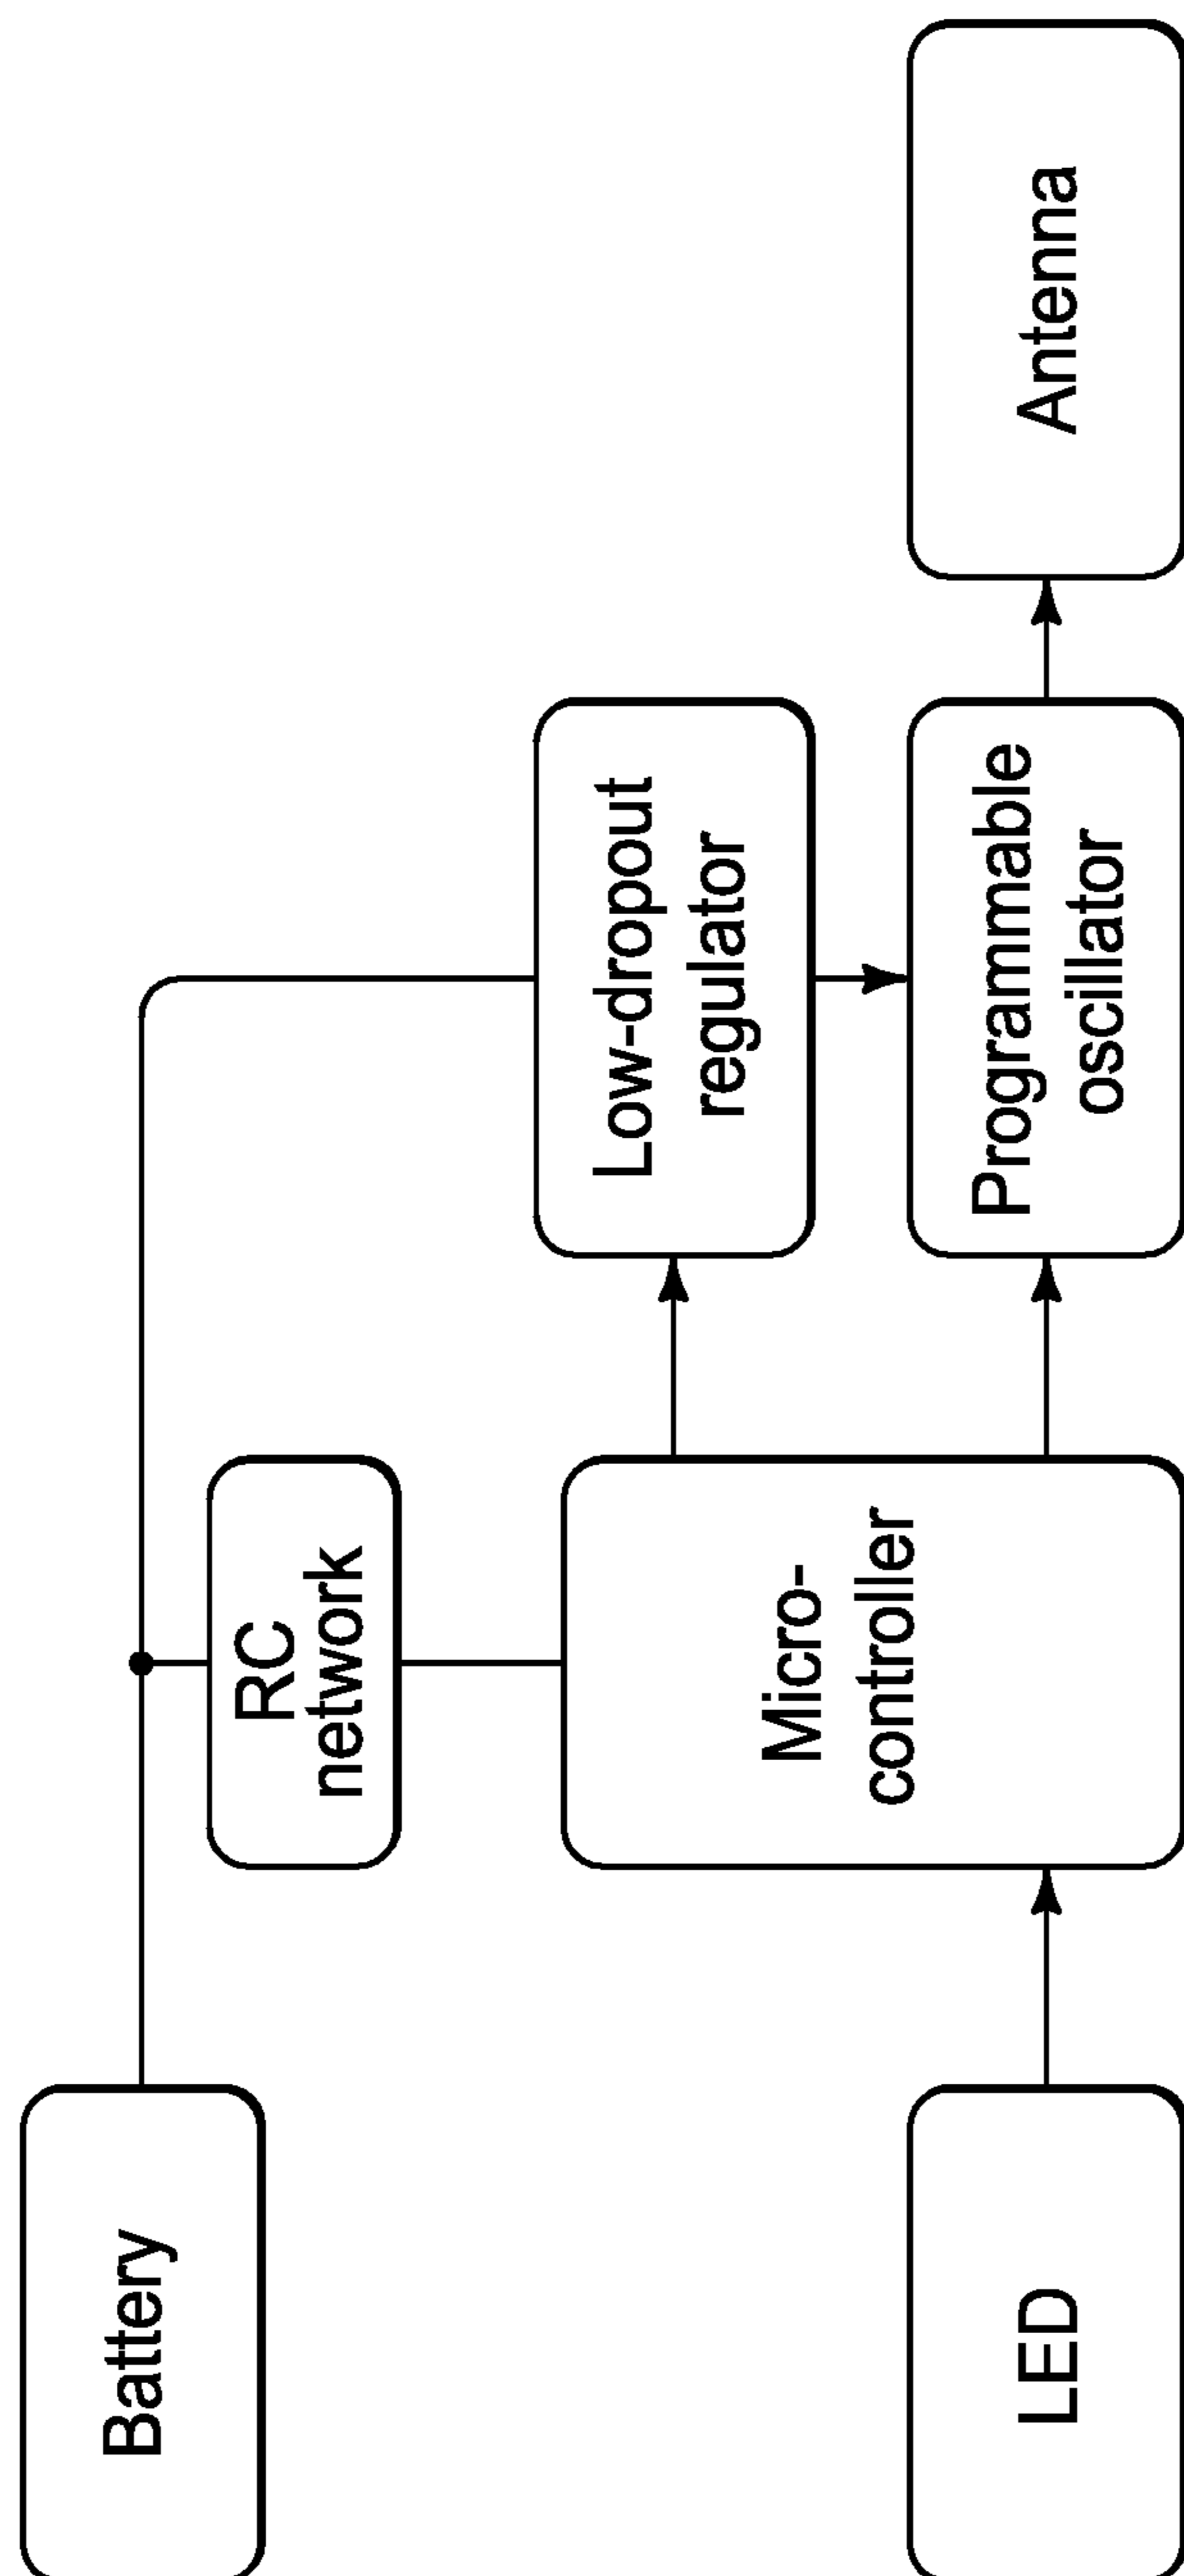 Battery
RC
network
Low-dropout
regulator
Micro-
controller
LED
Programmable
oscillator
Antenna